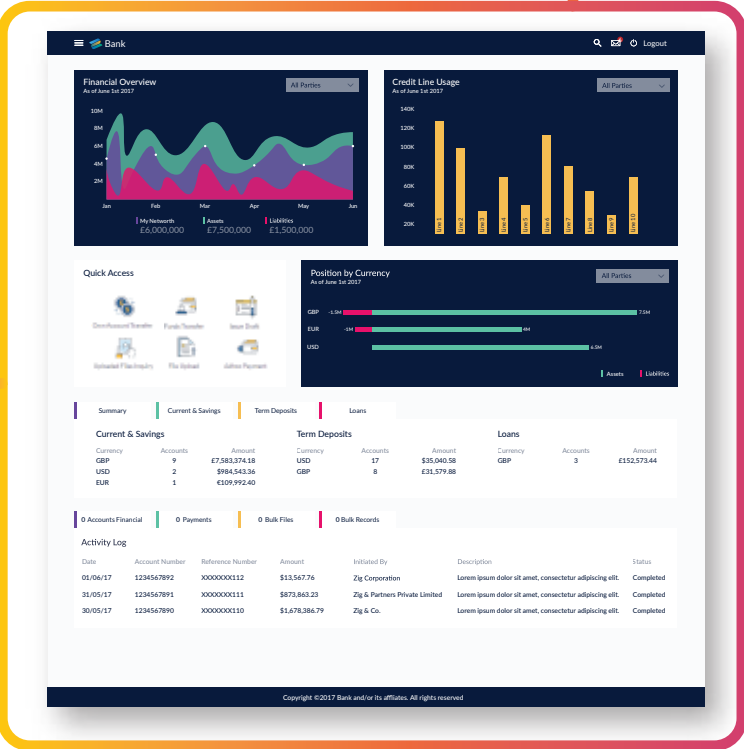 Bank
Logout
Financial Overview
As of June 1st 2017
All Parties
10M
8M
6M
4M
2M
Jan Feb Mar Apr May Jun
My Networth Assets Liabilities
£6,000,000 £7,500,000 £1,500,000
Credit Line Usage
As of June 1st 2017
All Parties
140K
120K
100K
80K
60K
40K
20K
Line 1 Line 2 Line 3 Line 4 Line 5 Line 6 Line 7 Line8 Line 9 Line 10
Quick Access
Funds Transfer Issue Draft
Uploaded Files Inquiry File Upload Adhoc Payment
Position by Currency
As of June 1st 2017
All Parties
GBP -1.5M 7.5M
EUR -1M 4M
USD 6.5M
Assets Liabilities
Summary Current & Savings Term Deposits Loans
Current & Savings
Currency Accounts Amount
GBP 9 £7,583,374.18
USD 2 $984,543.36
EUR 1 €109,992.40
Term Deposits
Currency Accounts Amount
USD 17 $35,040.58
GBP 8 £31,579.88
Loans
Currency Accounts Amount
GBP 3 £152,573.44
0 Accounts Financial 0 Payments 0 Bulk Files 0 Bulk Records
Activity Log
Date Account Number Reference Number Amount Initiated By Description Status
01/06/17 1234567892 XXXXXXX112 $13,567.76 Zig Corporation Lorem ipsum dolor sit amet, consectetur adipiscing elit. Completed
31/05/17 1234567891 XXXXXXX111 $873,863.23 Zig & Partners Private Limited Lorem ipsum dolor sit amet, consectetur adipiscing elit. Completed
30/05/17 1234567890 XXXXXXX110 $1,678,386.79 Zig & Co. Lorem ipsum dolor sit amet, consectetur adipiscing elit. Completed
Copyright ©2017 Bank and/or its affliates. All rights reserved